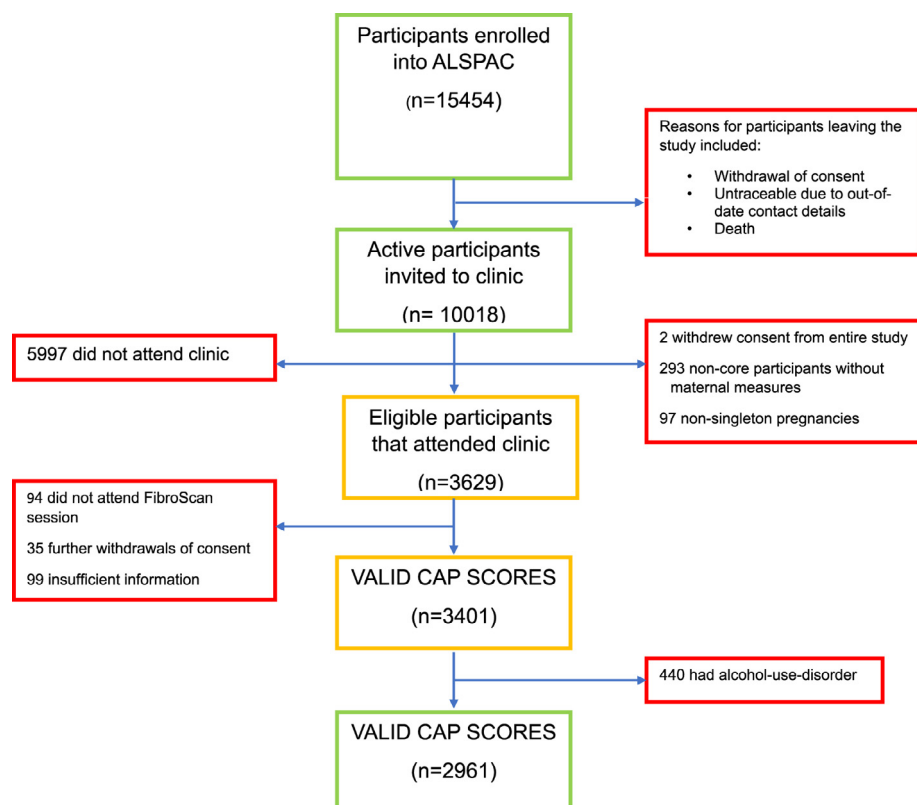 Participants enrolled
into ALSPAC
(n=15454)
Reasons for participants leaving the
study included:
• Withdrawal of consent
• Untraceable due to out-of-
date contact details
• Death
Active participants
invited to clinic
(n= 10018)
5997 did not attend clinic
2 withdrew consent from entire study
293 non-core participants without
maternal measures
97 non-singleton pregnancies
Eligible participants
that attended clinic
(n=3629)
94 did not attend FibroScan
session
35 further withdrawals of consent
99 insufficient information
VALID CAP SCORES
(n=3401)
440 had alcohol-use-disorder
VALID CAP SCORES
(n=2961)